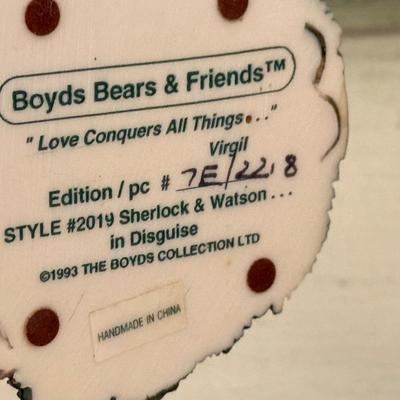 Boyds Bears & Friends™
"Love Conquers All Things..."
Virgil
Edition / pc # 7E/2218
STYLE #2019 Sherlock & Watson ...
in Disguise
©1993 THE BOYDS COLLECTION LTD
HANDMADE IN CHINA